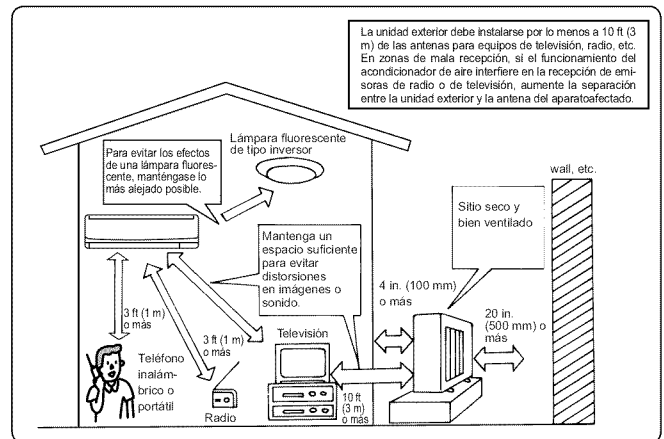 La unidad exterior debe instalarse por lo menos a 10 ft (3
m) de las antenas para equipos de televisión, radio, etc.
En zonas de mala recepción, si el funcionamiento del
acondicionador de aire interfiere en la recepción de emi-
soras de radio o de televisión, aumente la separación
entre la unidad exterior y la antena del aparatoafectado.
Lámpara fluorescente
de tipo inversor
Para evitar los efectos
de una lámpara fluores-
cente, manténgase lo
más alejado posible.
wall, etc.
Sitio seco y
bien ventilado
Mantenga un
espacio suficiente
para evitar
distorsiones
en imágenes o
sonido.
4 in. (100 mm)
o más
20 in.
(500 mm) o
más
3 ft (1 m)
o más
3 ft (1 m)
o más
Televisión
Teléfono
inalám-
brico o
portátil
Radio
10 ft
(3 m)
o más